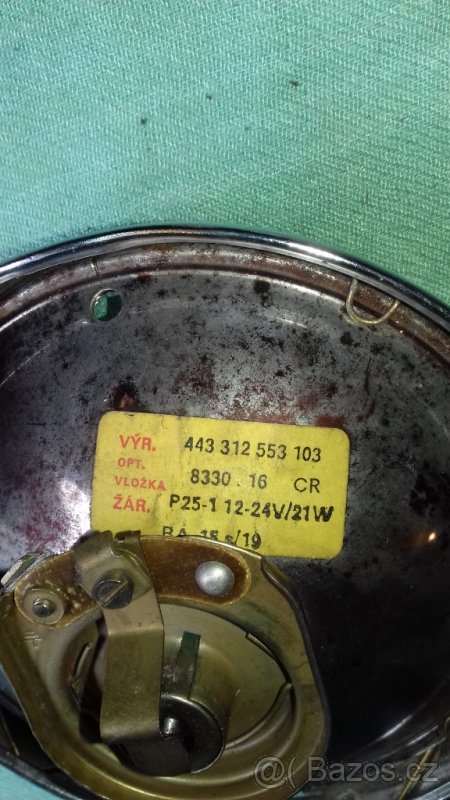 VÝR. 443 312 553 103
OPT. VLOŽKA 8330 . 16 CR
ŽÁR. P25-1 12-24V/21W
BA 15 s/19
@ Bazos.cz